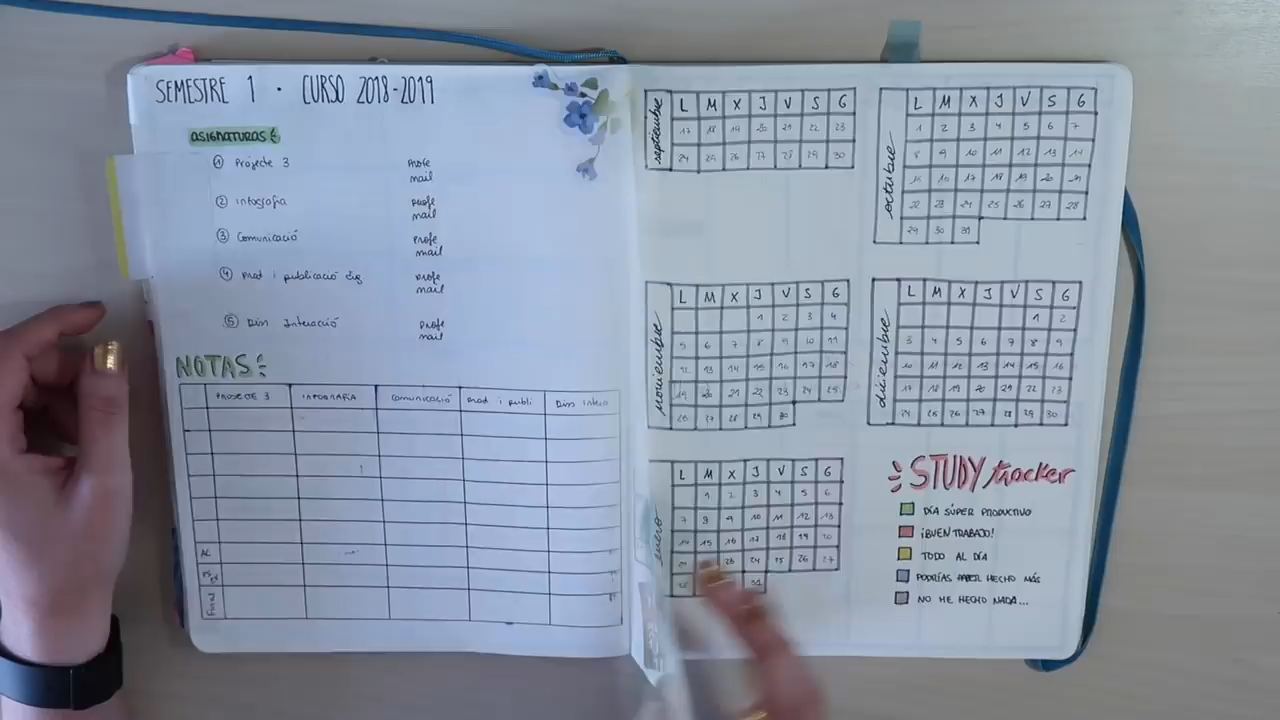 SEMESTRE 1 · CURSO 2018-2019
ASIGNATURAS
① Projecte 3 Profe mail
② Infografia Profe mail
③ Comunicació Profe mail
④ Prod i publicació dig Profe mail
⑤ Diss Interacció Profe mail
NOTAS
PROJECTE 3 INFOGRAFIA COMUNICACIÓ Prod i publi Diss interac
AC
Final
septiembre
L M X J V S G
17 18 19 20 21 22 23
24 25 26 27 28 29 30
octubre
L M X J V S G
1 2 3 4 5 6 7
8 9 10 11 12 13 14
15 16 17 18 19 20 21
22 23 24 25 26 27 28
29 30 31
noviembre
L M X J V S G
1 2 3 4
5 6 7 8 9 10 11
12 13 14 15 16 17 18
19 20 21 22 23 24 25
26 27 28 29 30
diciembre
L M X J V S G
1 2
3 4 5 6 7 8 9
10 11 12 13 14 15 16
17 18 19 20 21 22 23
24 25 26 27 28 29 30
enero
L M X J V S G
1 2 3 4 5 6
7 8 9 10 11 12 13
14 15 16 17 18 19 20
21 23 24 25 26 27
31
STUDY tracker
DÍA SÚPER PRODUCTIVO
¡BUEN TRABAJO!
TODO AL DÍA
PODRÍAS HABER HECHO MÁS
NO HE HECHO NADA...